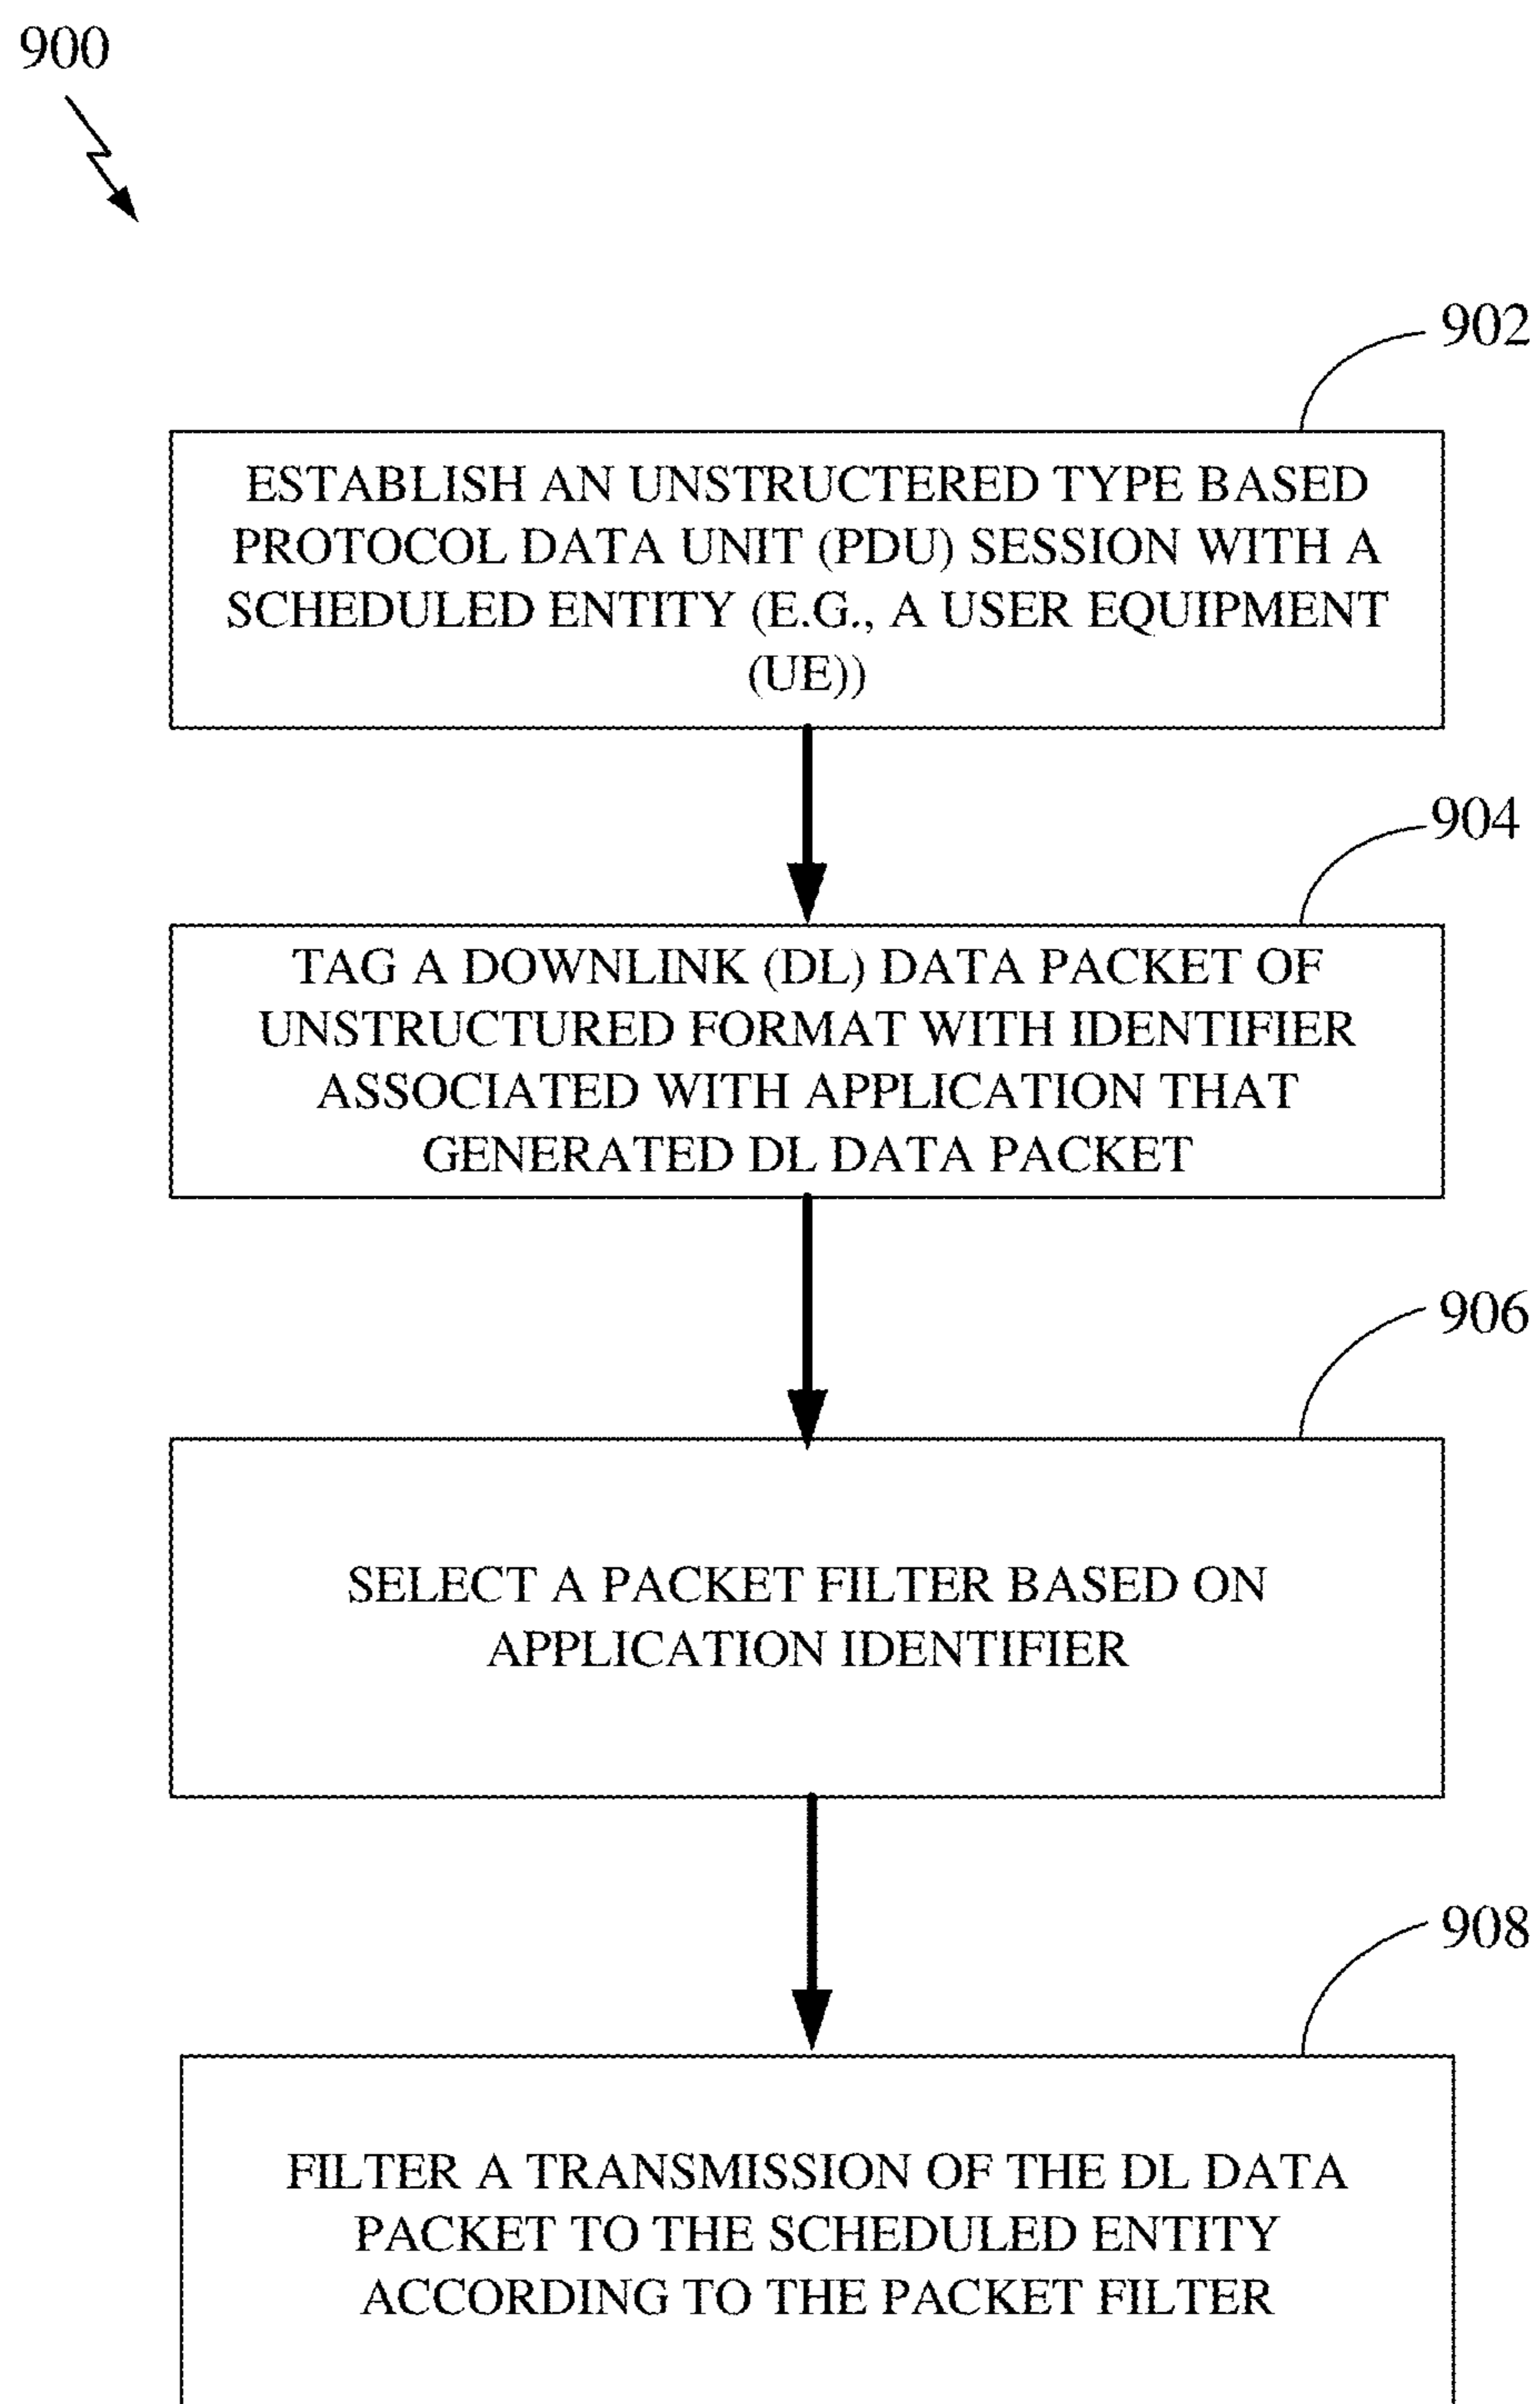 900
902
ESTABLISH AN UNSTRUCTERED TYPE BASED
PROTOCOL DATA UNIT (PDU) SESSION WITH A
SCHEDULED ENTITY (E.G., A USER EQUIPMENT
(UE))
904
TAG A DOWNLINK (DL) DATA PACKET OF
UNSTRUCTURED FORMAT WITH IDENTIFIER
ASSOCIATED WITH APPLICATION THAT
GENERATED DL DATA PACKET
906
SELECT A PACKET FILTER BASED ON
APPLICATION IDENTIFIER
908
FILTER A TRANSMISSION OF THE DL DATA
PACKET TO THE SCHEDULED ENTITY
ACCORDING TO THE PACKET FILTER